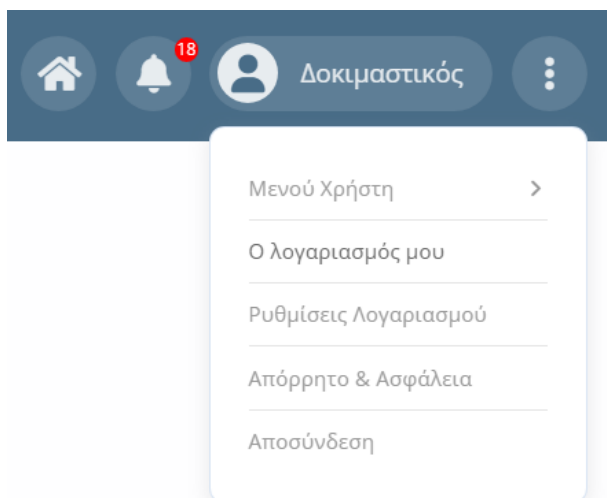 18
Δοκιμαστικός
Μενού Χρήστη
Ο λογαριασμός μου
Ρυθμίσεις Λογαριασμού
Απόρρητο & Ασφάλεια
Αποσύνδεση